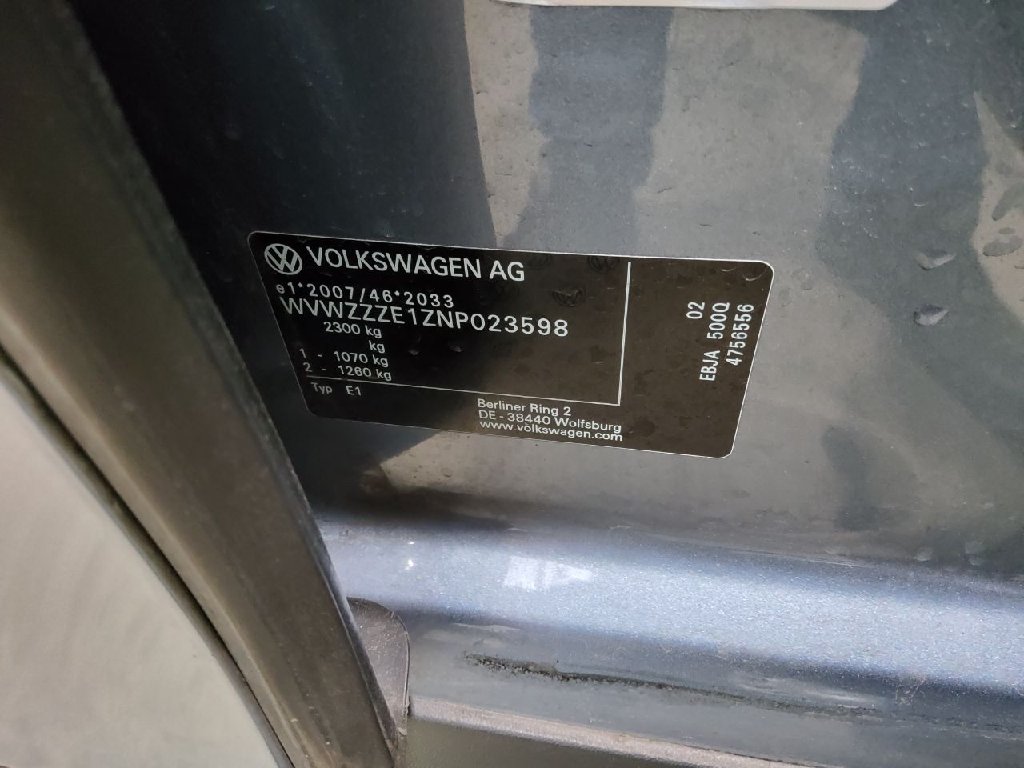 VOLKSWAGEN AG
e1*2007/46*2033
WVWZZZE1ZNP023598
2300 kg
kg
1 - 1070 kg
2 - 1260 kg
Typ E1
Berliner Ring 2
DE - 38440 Wolfsburg
www.volkswagen.com
02
EBJA 500Q
4756556